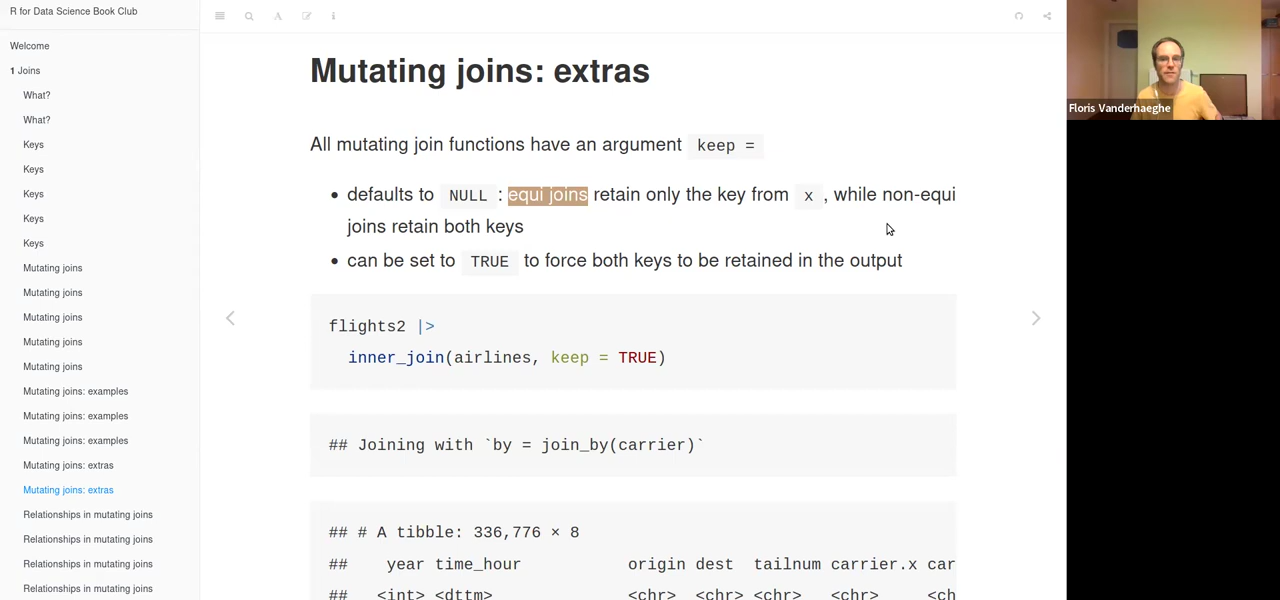 R for Data Science Book Club
Welcome
1 Joins
What?
What?
Keys
Keys
Keys
Keys
Keys
Mutating joins
Mutating joins
Mutating joins
Mutating joins
Mutating joins
Mutating joins: examples
Mutating joins: examples
Mutating joins: examples
Mutating joins: extras
Mutating joins: extras
Relationships in mutating joins
Relationships in mutating joins
Relationships in mutating joins
Relationships in mutating joins
Mutating joins: extras
All mutating join functions have an argument keep =
defaults to NULL : equi joins retain only the key from x , while non-equi
joins retain both keys
can be set to TRUE to force both keys to be retained in the output
flights2 |>
inner_join(airlines, keep = TRUE)
## Joining with `by = join_by(carrier)`
## # A tibble: 336,776 × 8
## year time_hour origin dest tailnum carrier.x car
## <int> <dttm> <chr> <chr> <chr> <chr> <ch
Floris Vanderhaeghe